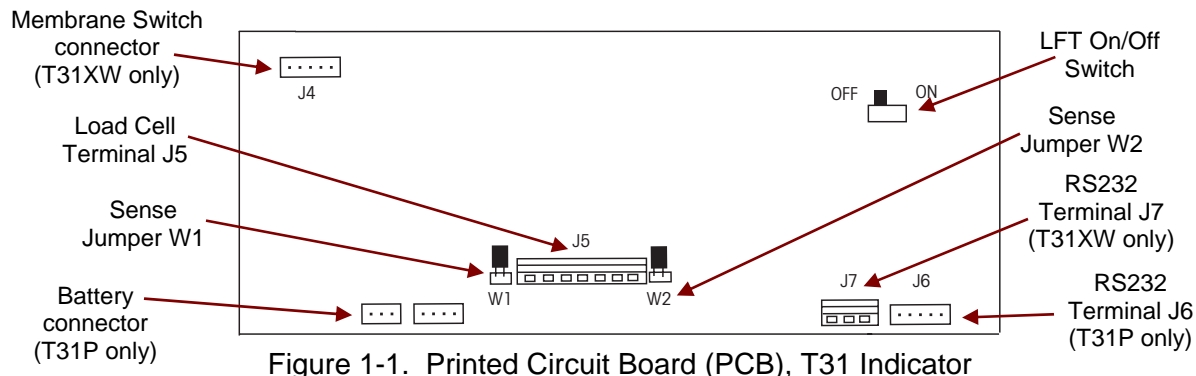 Membrane Switch
connector
(T31XW only)
Load Cell
Terminal J5
Sense
Jumper W1
Battery
connector
(T31P only)
J4
OFF
ON
J5
W1
W2
J7
J6
LFT On/Off
Switch
Sense
Jumper W2
RS232
Terminal J7
(T31XW only)
RS232
Terminal J6
(T31P only)
Figure 1-1. Printed Circuit Board (PCB), T31 Indicator